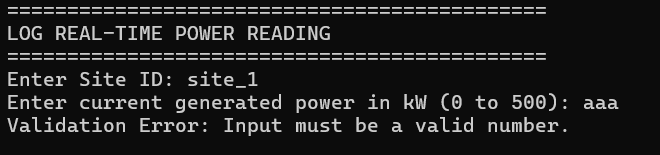 =============================================
LOG REAL-TIME POWER READING
=============================================
Enter Site ID: site_1
Enter current generated power in kW (0 to 500): aaa
Validation Error: Input must be a valid number.